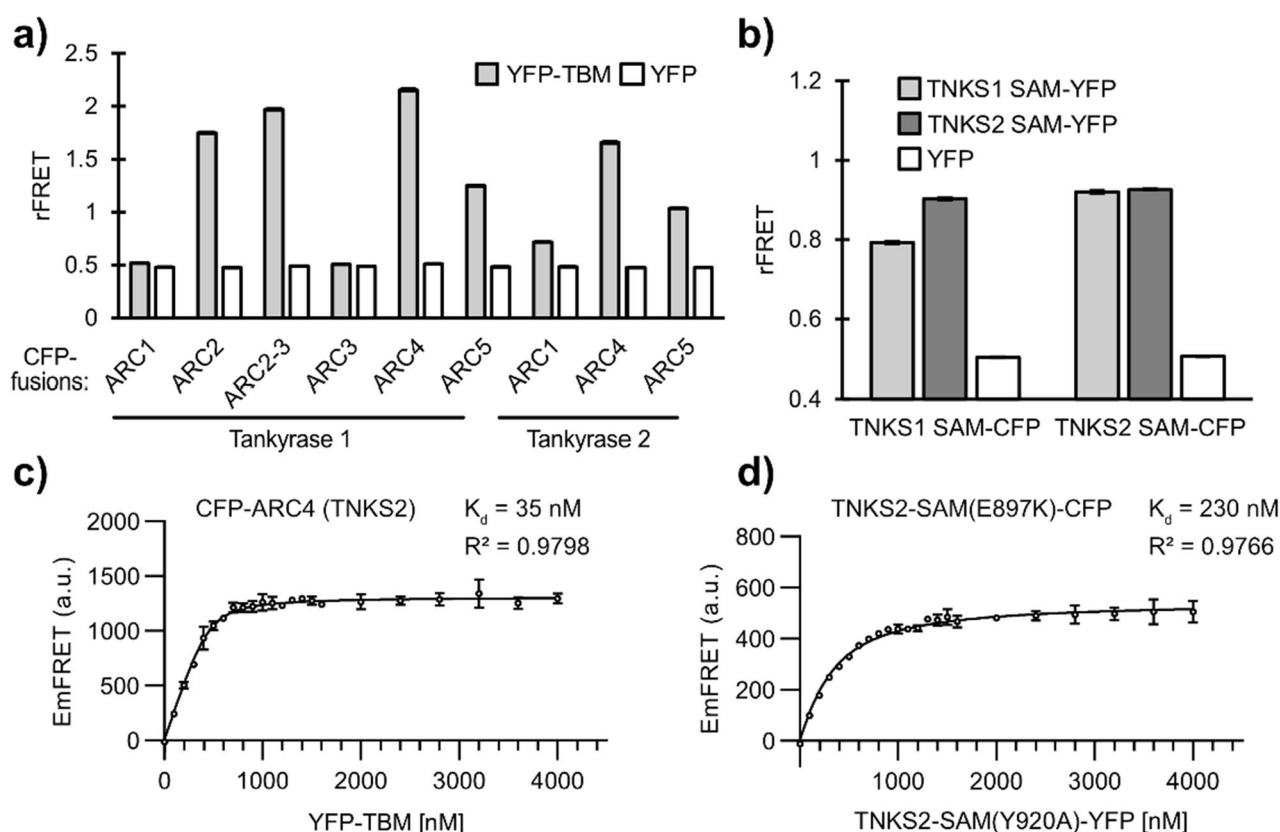 a)
2.5
2
1.5
1
0.5
0
rFRET
YFP-TBM
YFP
CFP-
fusions:
ARC1
ARC2
ARC2-3
ARC3
ARC4
ARC5
ARC1
ARC4
ARC5
Tankyrase 1
Tankyrase 2
b)
1.2
1
0.8
0.6
0.4
rFRET
TNKS1 SAM-YFP
TNKS2 SAM-YFP
YFP
TNKS1 SAM-CFP
TNKS2 SAM-CFP
c)
CFP-ARC4 (TNKS2)
Kd = 35 nM
R² = 0.9798
2000
1500
1000
500
0
EmFRET (a.u.)
0 1000 2000 3000 4000
YFP-TBM [nM]
d)
TNKS2-SAM(E897K)-CFP
Kd = 230 nM
R² = 0.9766
800
600
400
200
0
EmFRET (a.u.)
1000 2000 3000 4000
TNKS2-SAM(Y920A)-YFP [nM]